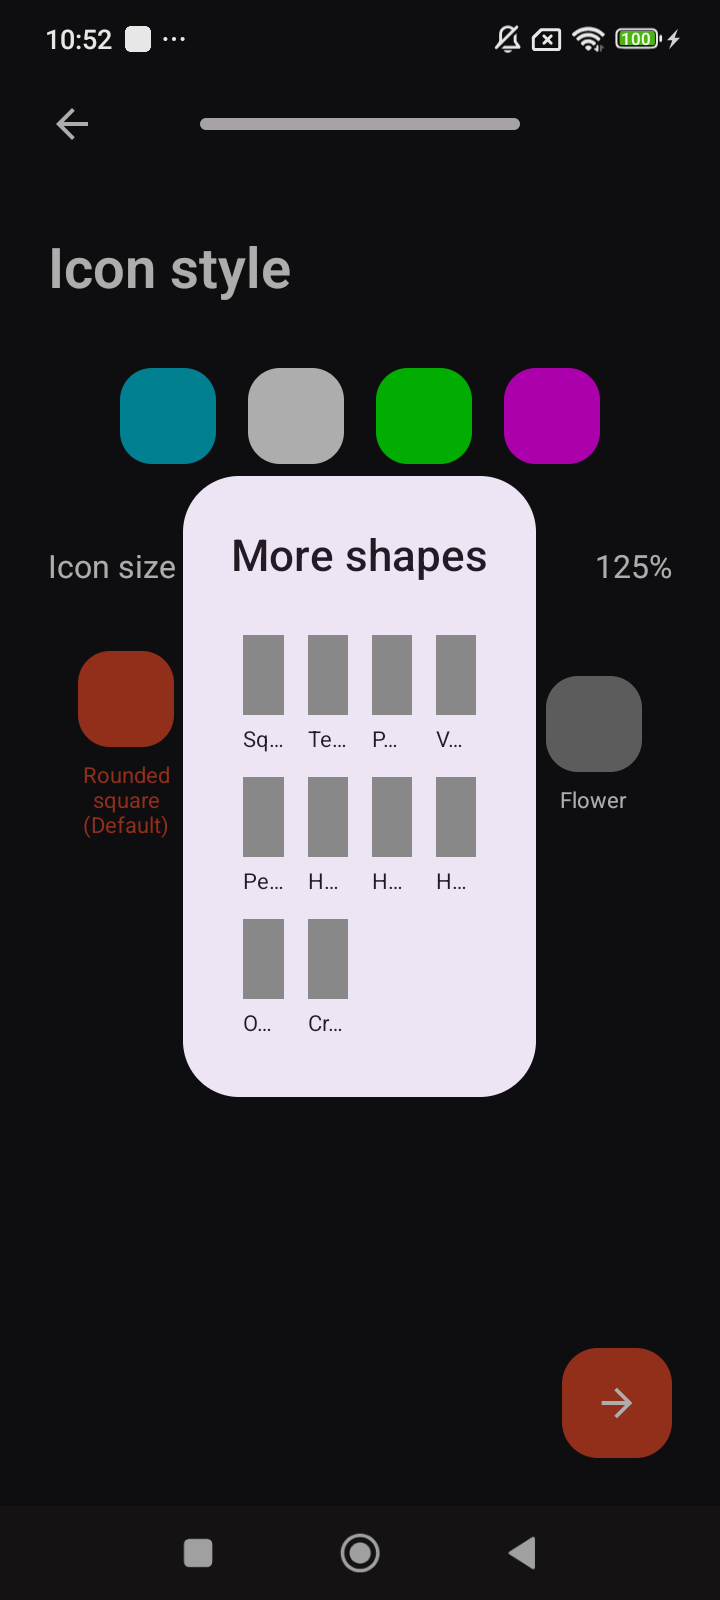 10:52
100
Icon style
More shapes
Icon size
125%
Sq...
Te...
P...
V...
Rounded
square
(Default)
Flower
Pe...
H...
H...
H...
O...
Cr...